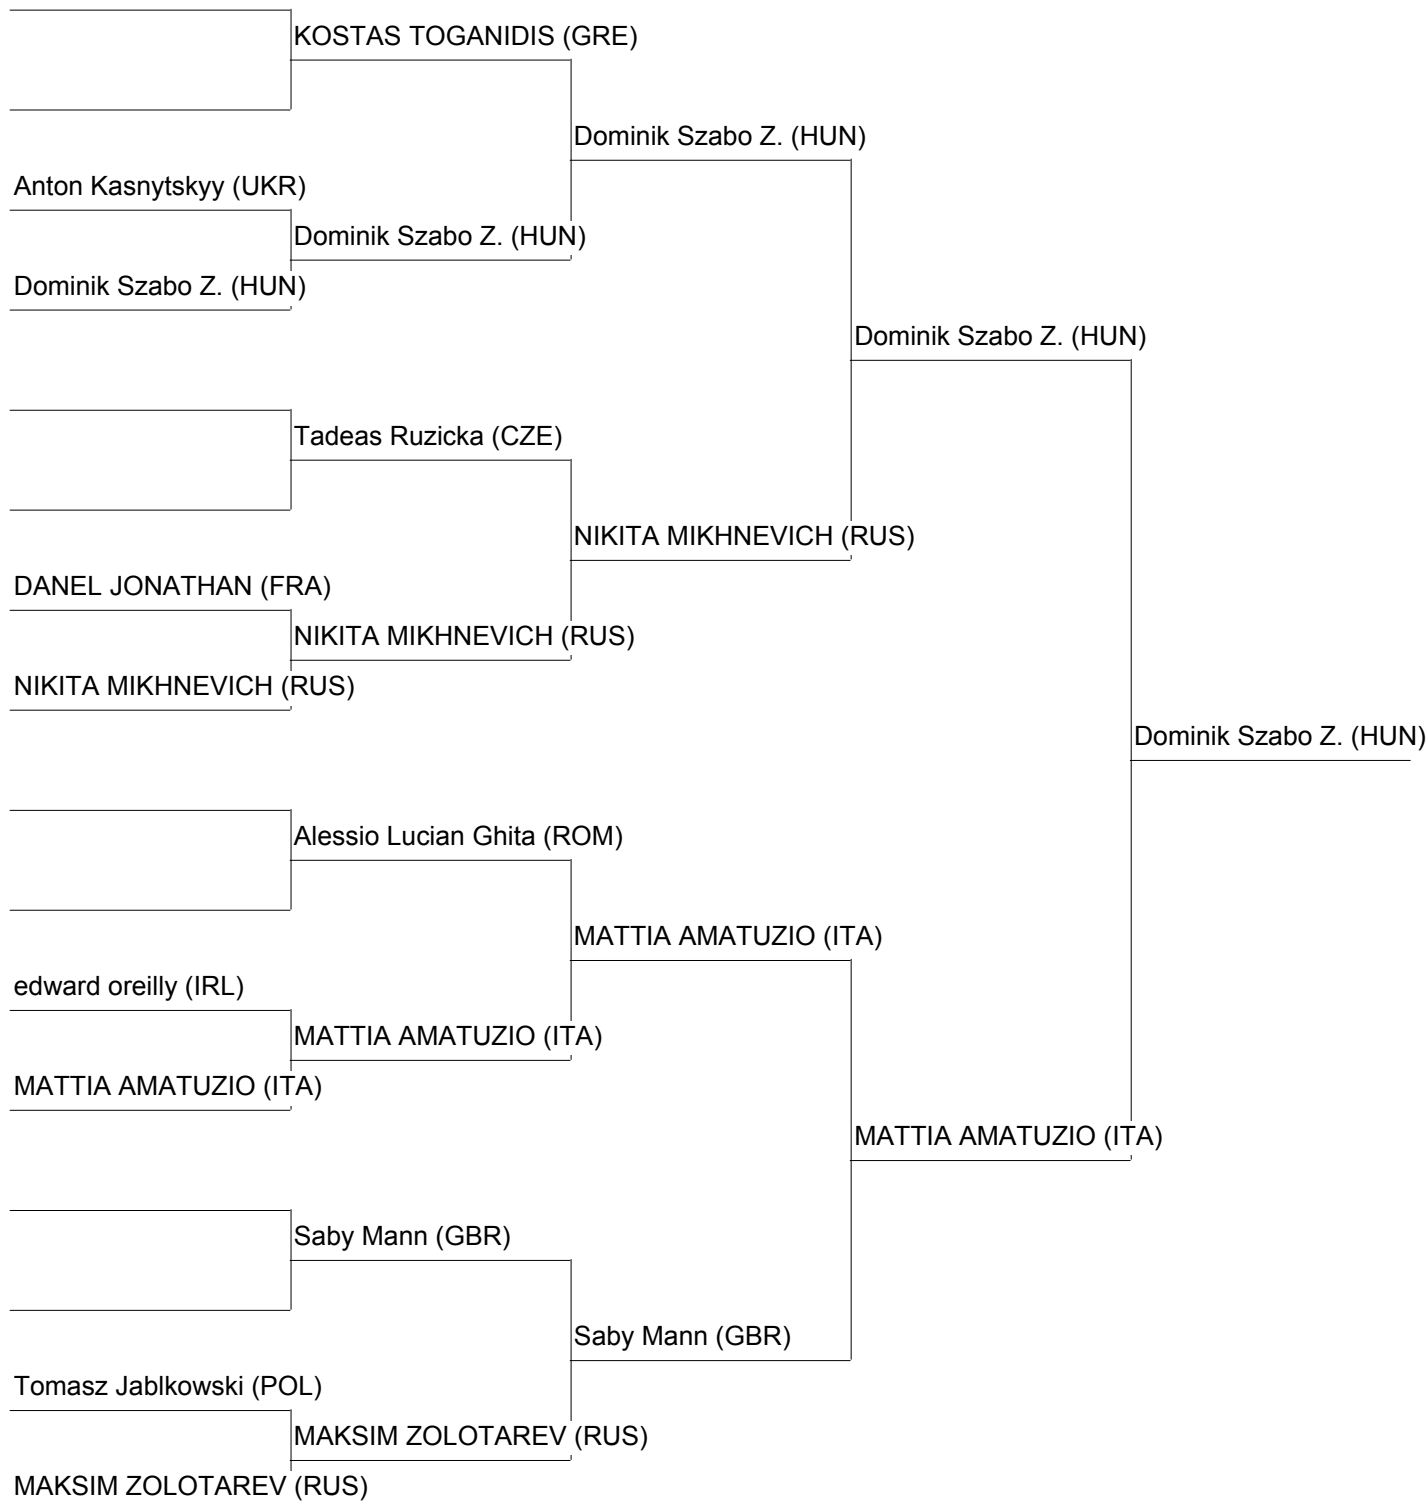 KOSTAS TOGANIDIS (GRE)
Dominik Szabo Z. (HUN)
Anton Kasnytskyy (UKR)
Dominik Szabo Z. (HUN)
Dominik Szabo Z. (HUN)
Dominik Szabo Z. (HUN)
Tadeas Ruzicka (CZE)
NIKITA MIKHNEVICH (RUS)
DANEL JONATHAN (FRA)
NIKITA MIKHNEVICH (RUS)
NIKITA MIKHNEVICH (RUS)
Dominik Szabo Z. (HUN)
Alessio Lucian Ghita (ROM)
MATTIA AMATUZIO (ITA)
edward oreilly (IRL)
MATTIA AMATUZIO (ITA)
MATTIA AMATUZIO (ITA)
MATTIA AMATUZIO (ITA)
Saby Mann (GBR)
Saby Mann (GBR)
Tomasz Jablkowski (POL)
MAKSIM ZOLOTAREV (RUS)
MAKSIM ZOLOTAREV (RUS)